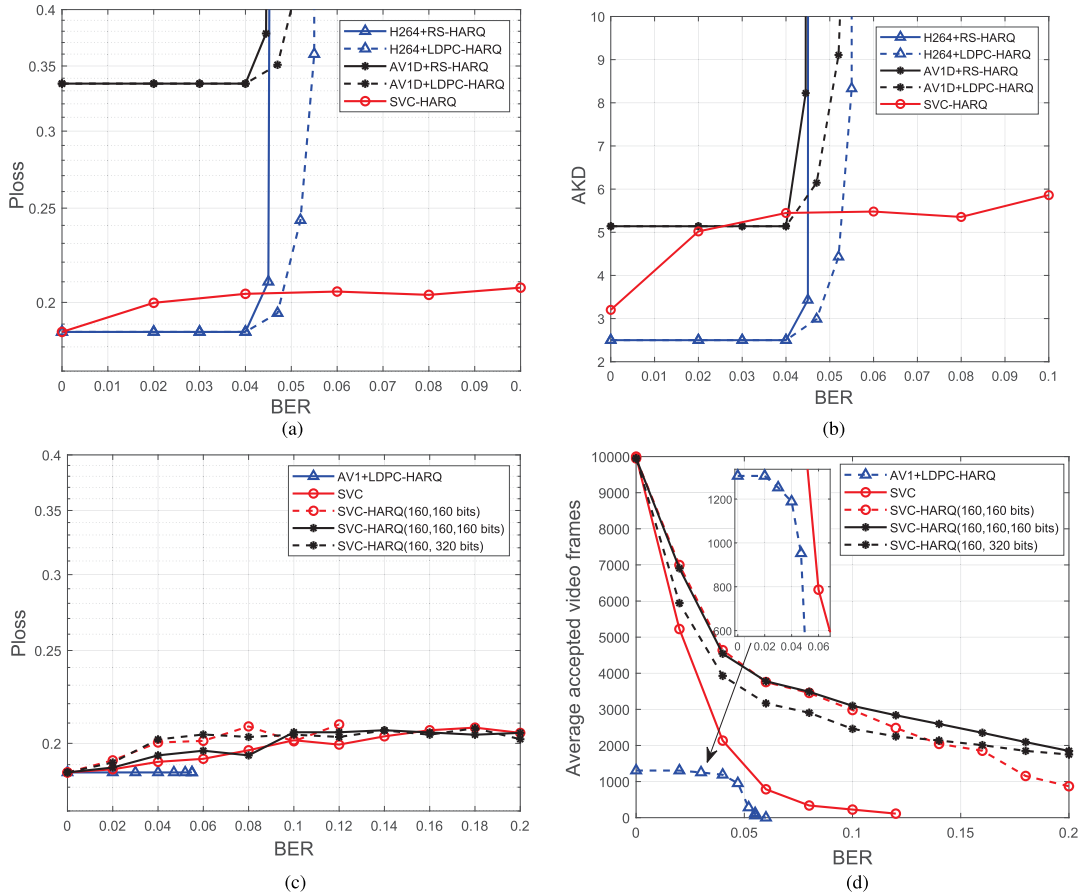 0.4
0.35
0.3
0.25
0.2
Ploss
0
0.01
0.02
0.03
0.04
0.05
0.06
0.07
0.08
0.09
0.
BER
H264+RS-HARQ
H264+LDPC-HARQ
AV1D+RS-HARQ
AV1D+LDPC-HARQ
SVC-HARQ
(a)
10
9
8
7
6
5
4
3
2
AKD
0
0.01
0.02
0.03
0.04
0.05
0.06
0.07
0.08
0.09
0.1
BER
H264+RS-HARQ
H264+LDPC-HARQ
AV1D+RS-HARQ
AV1D+LDPC-HARQ
SVC-HARQ
(b)
0.4
0.35
0.3
0.25
0.2
Ploss
0
0.02
0.04
0.06
0.08
0.1
0.12
0.14
0.16
0.18
0.2
BER
AV1+LDPC-HARQ
SVC
SVC-HARQ(160,160 bits)
SVC-HARQ(160,160,160 bits)
SVC-HARQ(160, 320 bits)
(c)
10000
9000
8000
7000
6000
5000
4000
3000
2000
1000
0
Average accepted video frames
0
0.05
0.1
0.15
0.2
BER
1200
1000
800
600
0
0.02
0.04
0.06
AV1+LDPC-HARQ
SVC
SVC-HARQ(160,160 bits)
SVC-HARQ(160,160,160 bits)
SVC-HARQ(160, 320 bits)
(d)